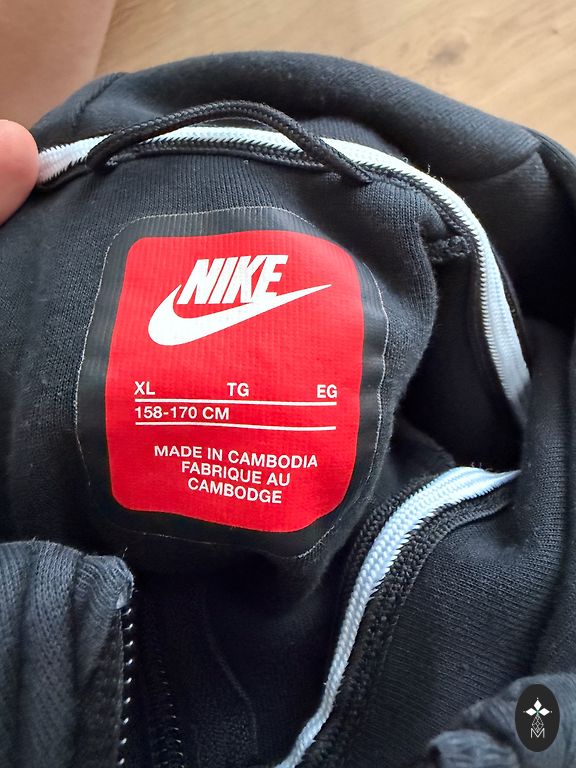 NIKE
XL TG EG
158-170 CM
MADE IN CAMBODIA
FABRIQUE AU
CAMBODGE